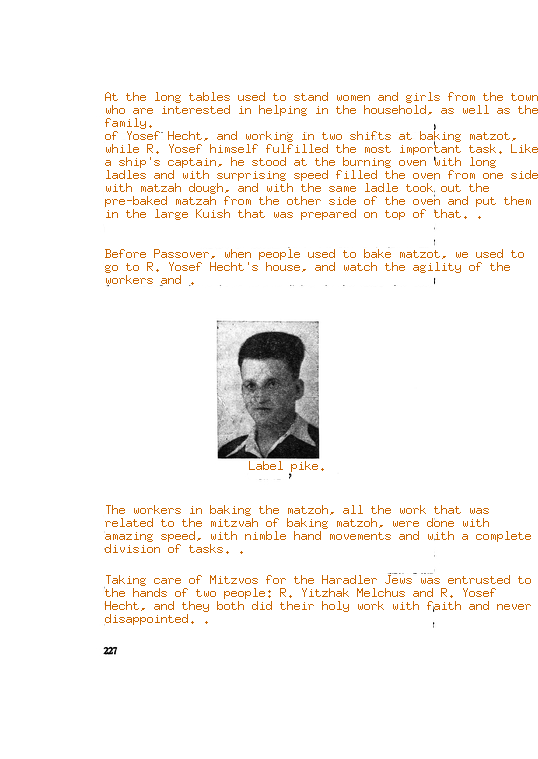 At the long tables used to stand women and girls from the town
who are interested in helping in the household, as well as the
family.
of Yosef Hecht, and working in two shifts at baking matzot,
while R. Yosef himself fulfilled the most important task. Like
a ship's captain, he stood at the burning oven with long
ladles and with surprising speed filled the oven from one side
with matzah dough, and with the same ladle took out the
pre-baked matzah from the other side of the oven and put them
in the large Kuish that was prepared on top of that. .
Before Passover, when people used to bake matzot, we used to
go to R. Yosef Hecht's house, and watch the agility of the
workers and .
Label pike.
The workers in baking the matzoh, all the work that was
related to the mitzvah of baking matzoh, were done with
amazing speed, with nimble hand movements and with a complete
division of tasks. .
Taking care of Mitzvos for the Haradler Jews was entrusted to
the hands of two people: R. Yitzhak Melchus and R. Yosef
Hecht, and they both did their holy work with faith and never
disappointed. .
227